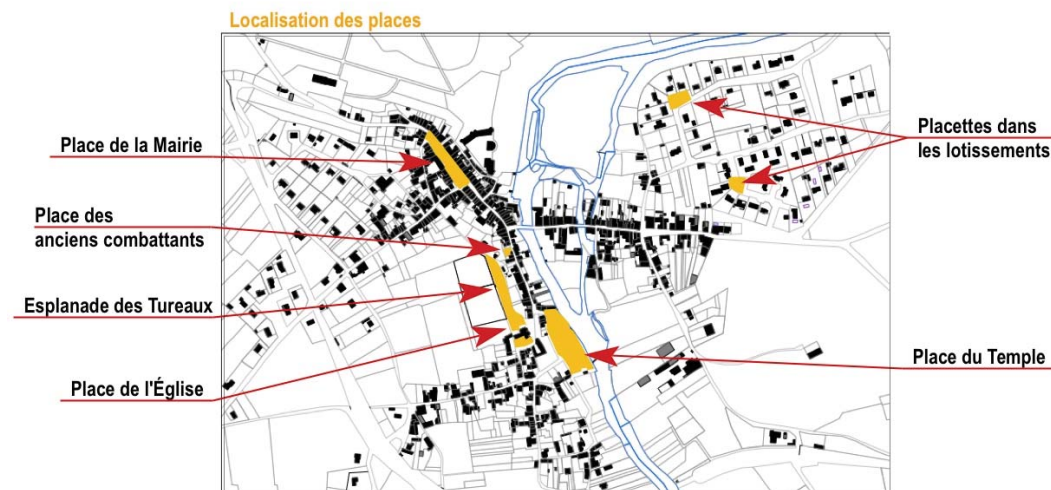 Localisation des places
Place de la Mairie
Place des
anciens combattants
Esplanade des Tureaux
Place de l'Église
Placettes dans
les lotissements
Place du Temple